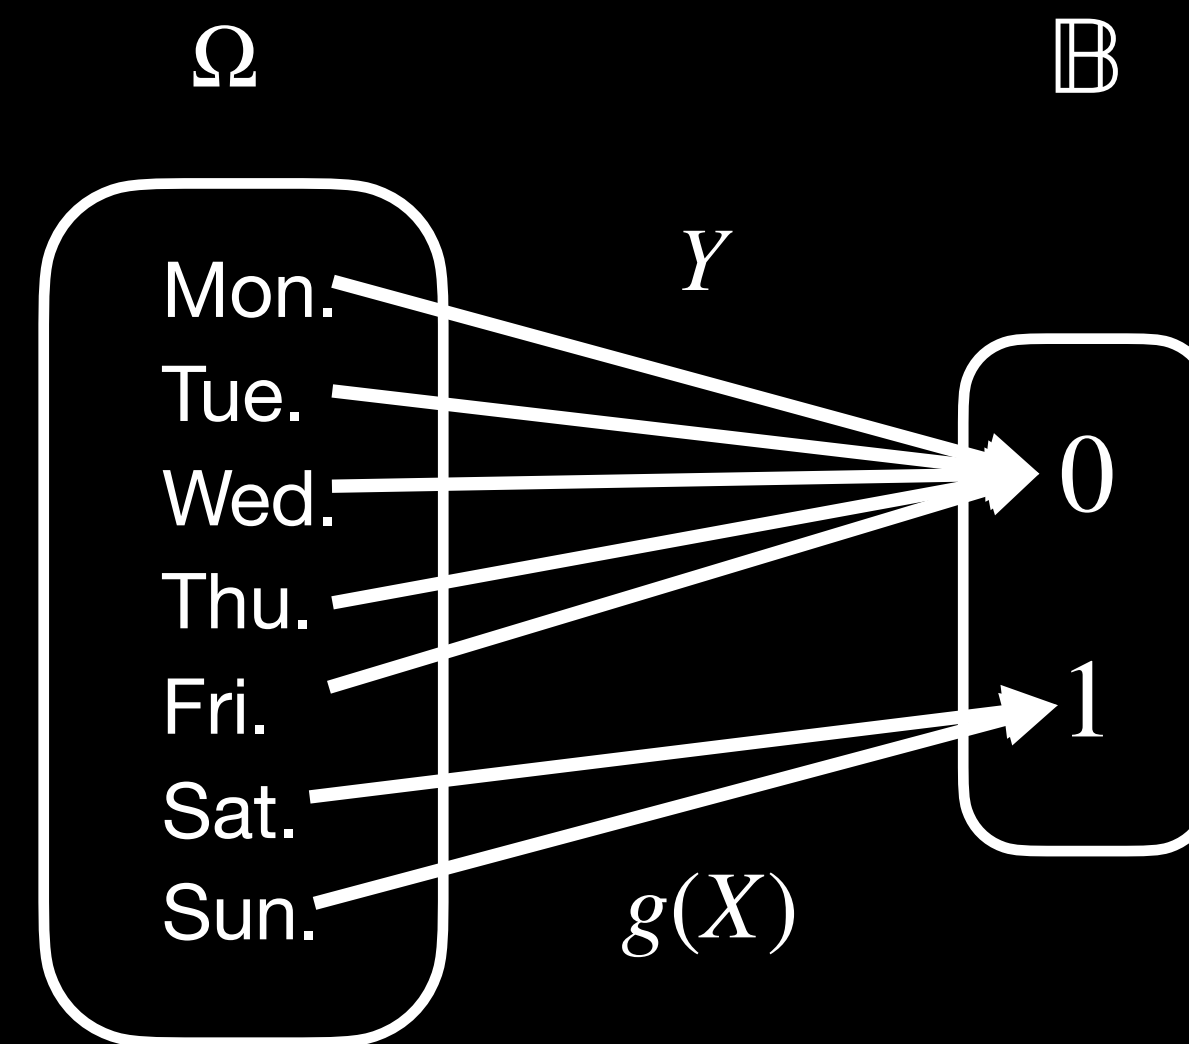 Ω 𝔹
Y
Mon.
Tue.
Wed.
Thu.
Fri.
Sat.
Sun.
0
1
g(X)